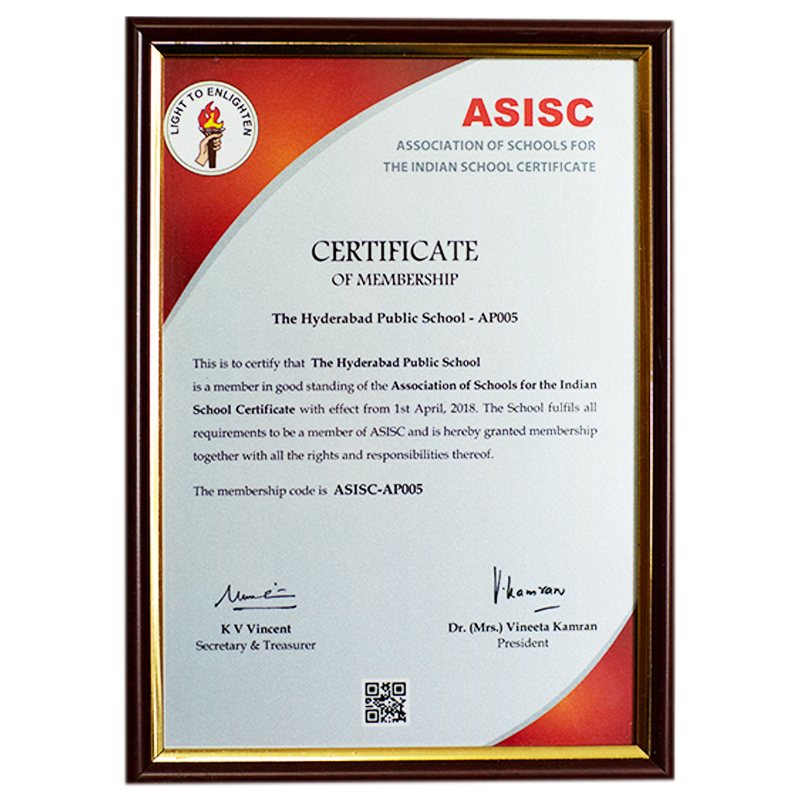 LIGHT TO ENLIGHTEN
ASISC
ASSOCIATION OF SCHOOLS FOR
THE INDIAN SCHOOL CERTIFICATE
CERTIFICATE
OF MEMBERSHIP
The Hyderabad Public School - AP005
This is to certify that The Hyderabad Public School
is a member in good standing of the Association of Schools for the Indian
School Certificate with effect from 1st April, 2018. The School fulfils all
requirements to be a member of ASISC and is hereby granted membership
together with all the rights and responsibilities thereof.
The membership code is ASISC-AP005
V.kamran
K V Vincent
Secretary & Treasurer
Dr. (Mrs.) Vineeta Kamran
President